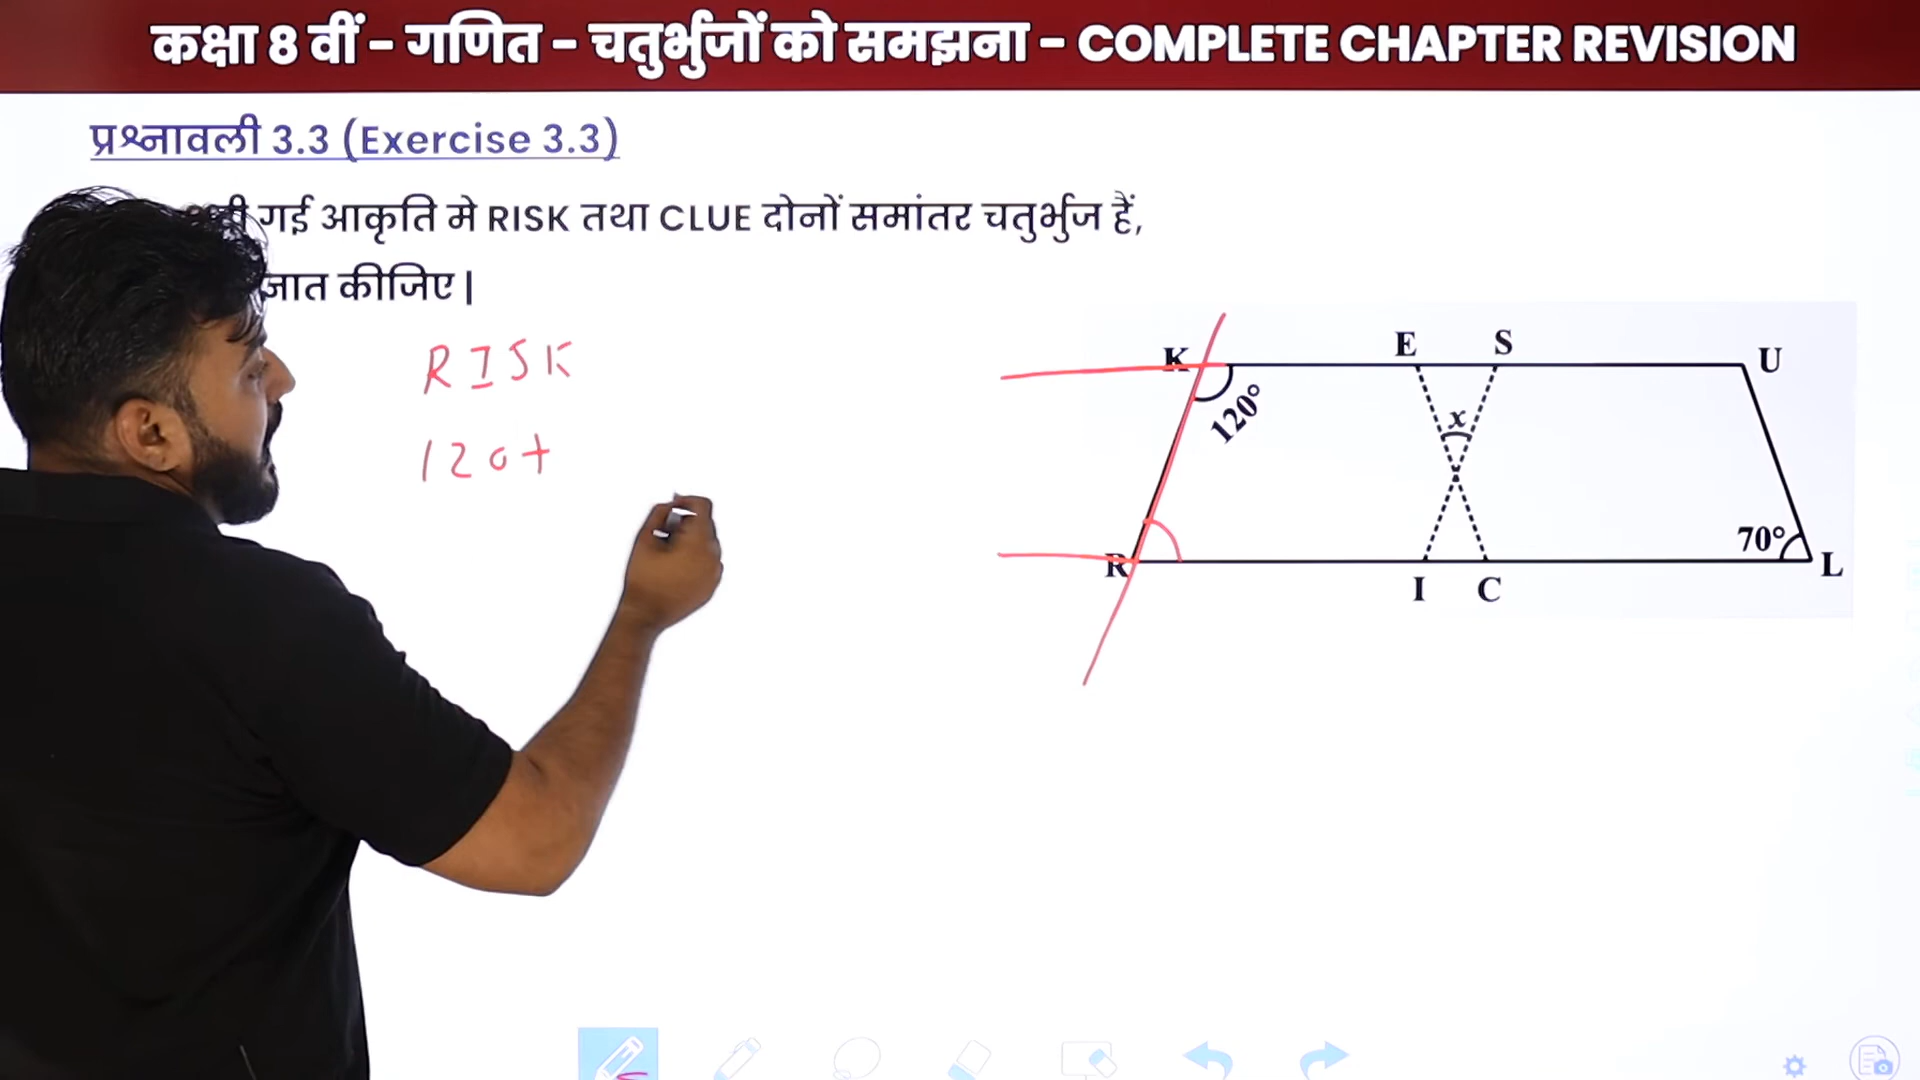 कक्षा 8 वीं – गणित – चतुर्भुजों को समझना – COMPLETE CHAPTER REVISION
प्रश्नावली 3.3 (Exercise 3.3)
गई आकृति मे RISK तथा CLUE दोनों समांतर चतुर्भुज हैं,
ज्ञात कीजिए |
RISK
120+
K E S U
120°
x
70°
R I C L